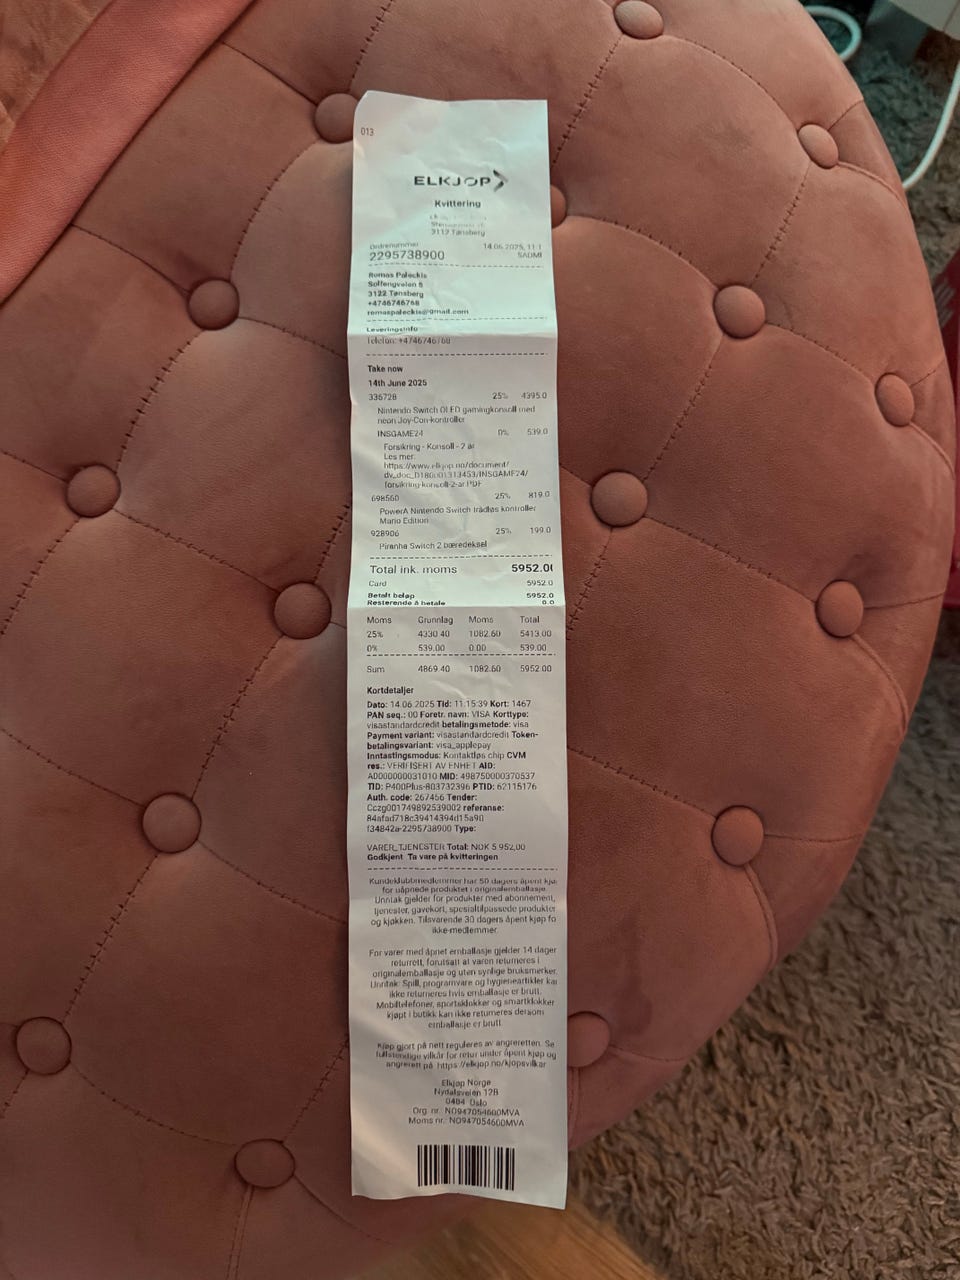 013
ELKJOP
Kvittering
3112 Tønsberg
Ordrenummer 14.06.2025, 11:1
2295738900 SADMI
Romas Paleckis
Solfengveien 6
3122 Tønsberg
+4746746768
romaspaleckis@gmail.com
Leveringsinfo
Telefon: +4746746768
Take now
14th June 2025
336728 25% 4395.0
Nintendo Switch OLED gamingkonsoll med
neon Joy-Con-kontroller
INSGAME24 0% 539.0
Forsikring - Konsoll - 2 år
Les mer:
https://www.elkjop.no/document/
forsikring-konsoll-2-ar PDF
698560 25% 819.0
PowerA Nintendo Switch trådløs kontroller
Mario Edition
928906 25% 199.0
Piranha Switch 2 bæredeksel
Total ink. moms 5952.0
Card 5952.0
Betalt beløp 5952.0
Resterende å betale 0.0
Moms Grunnlag Moms Total
25% 4330.40 1082.60 5413.00
0% 539.00 0.00 539.00
Sum 4869.40 1082.60 5952.00
Kortdetaljer
Dato: 14.06.2025 Tid: 11:15:39 Kort: 1467
PAN seq.: 00 Foretr. navn: VISA Korttype:
visastandardcredit betalingsmetode: visa
Payment variant: visastandardcredit Token-
betalingsvariant: visa_applepay
Inntastingsmodus: Kontaktløs chip CVM
res.: VERIFISERT AV ENHET AID:
A0000000031010 MID: 498750000370537
TID: P400Plus-803732396 PTID: 62115176
Auth. code: 267456 Tender:
Cczg001749892539002 referanse:
84afad718c39414394d15a90
f34842a-2295738900 Type:
VARER_TJENESTER Total: NOK 5 952,00
Godkjent Ta vare på kvitteringen
Kundeklubbmedlemmer har 50 dagers åpent kjø
for uåpnede produktet i originalemballasje.
Unntak gjelder for produkter med abonnement,
tjenester, gavekort, spesialtilpassede produkter
og kjøkken. Tilsvarende 30 dagers åpent kjøp fo
ikke-medlemmer.
For varer med åpnet emballasje gjelder 14 dager
returrett, forutsatt at varen returneres i
originalemballasje og uten synlige bruksmerker.
Unntak: Spill, programvare og hygieneartikler kan
ikke returneres hvis emballasje er brutt.
Mobiltelefoner, sportsklokker og smartklokker
kjøpt i butikk kan ikke returneres dersom
emballasje er brutt.
Kjøp gjort på nett reguleres av angreretten. Se
fullstendige vilkår for retur under åpent kjøp og
angrerett på https://elkjop.no/kjopsvilkar
Elkjøp Norge
Nydalsveien 12B
0484 Oslo
Org. nr. NO947054600MVA
Moms nr. NO947054600MVA